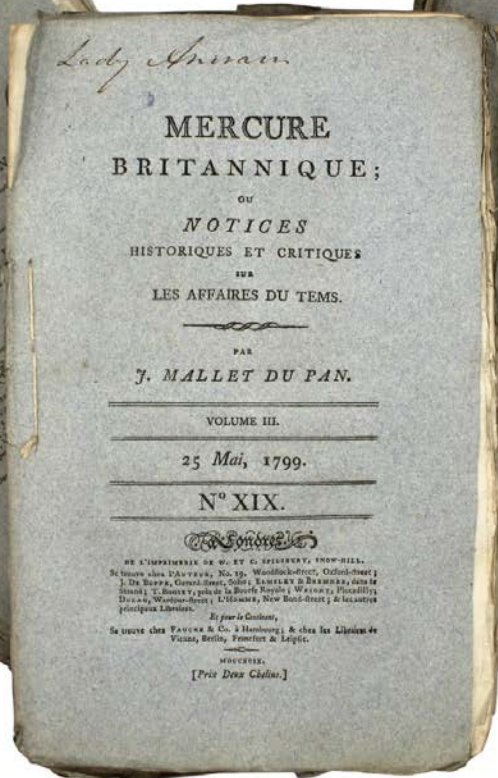 Lady
MERCURE
BRITANNIQUE;
OU
NOTICES
HISTORIQUES ET CRITIQUES
SUR
LES AFFAIRES DU TEMS.
PAR
J. MALLET DU PAN.
VOLUME III.
25 Mai, 1799.
No XIX.
à Londres.
DE L'IMPRIMERIE DE W. ET C. SPILSBURY, SNOW-HILL.
Se trouve chez l'AUTEUR, No. 19, Woodstock-street, Oxford-street;
J. DE BOFFE, Gerard-street, Soho; ELMSLEY & BREMNER, dans le
Strand; T. BOOSEY, près de la Bourse Royale; WRIGHT, Piccadilly;
DULAU, Wardour-street; L'HOMME, New Bond-street; & les autres
principaux Libraires.
Et pour le Continent,
Se trouve chez FAUCHE & Co. à Hambourg; & chez les Libraires de
Vienne, Berlin, Francfort & Leipsic.
MDCCXCIX.
[Prix Deux Chelins.]